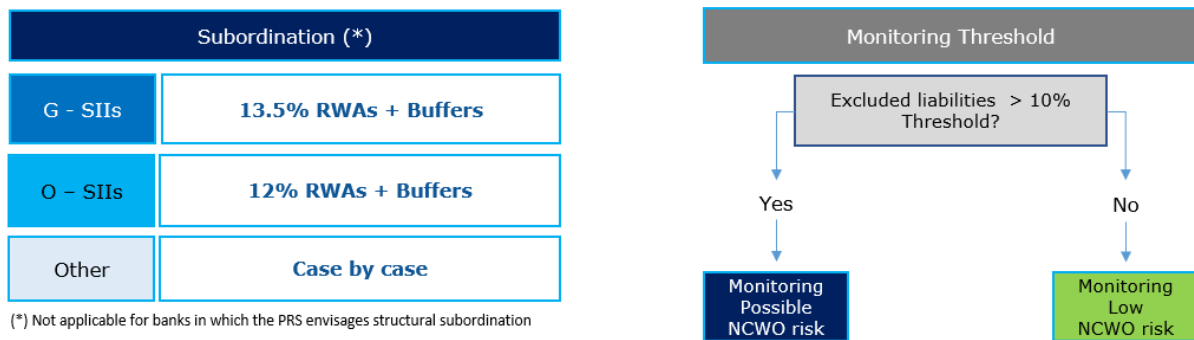 Subordination (*)
G - SIIs
13.5% RWAs + Buffers
O – SIIs
12% RWAs + Buffers
Other
Case by case
(*) Not applicable for banks in which the PRS envisages structural subordination
Monitoring Threshold
Excluded liabilities > 10%
Threshold?
Yes
No
Monitoring
Possible
NCWO risk
Monitoring
Low
NCWO risk